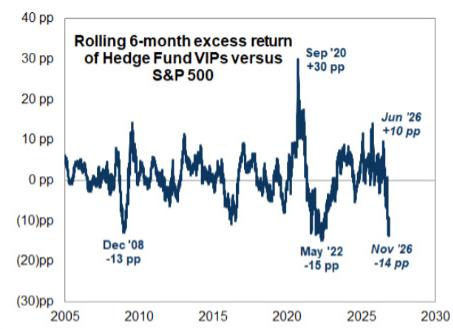 40 pp
30 pp
20 pp
10 pp
0 pp
(10)pp
(20)pp
(30)pp
Rolling 6-month excess return
of Hedge Fund VIPs versus
S&P 500
Sep '20
+30 pp
Jun '26
+10 pp
Dec '08
-13 pp
May '22
-15 pp
Nov '26
-14 pp
2005
2010
2015
2020
2025
2030